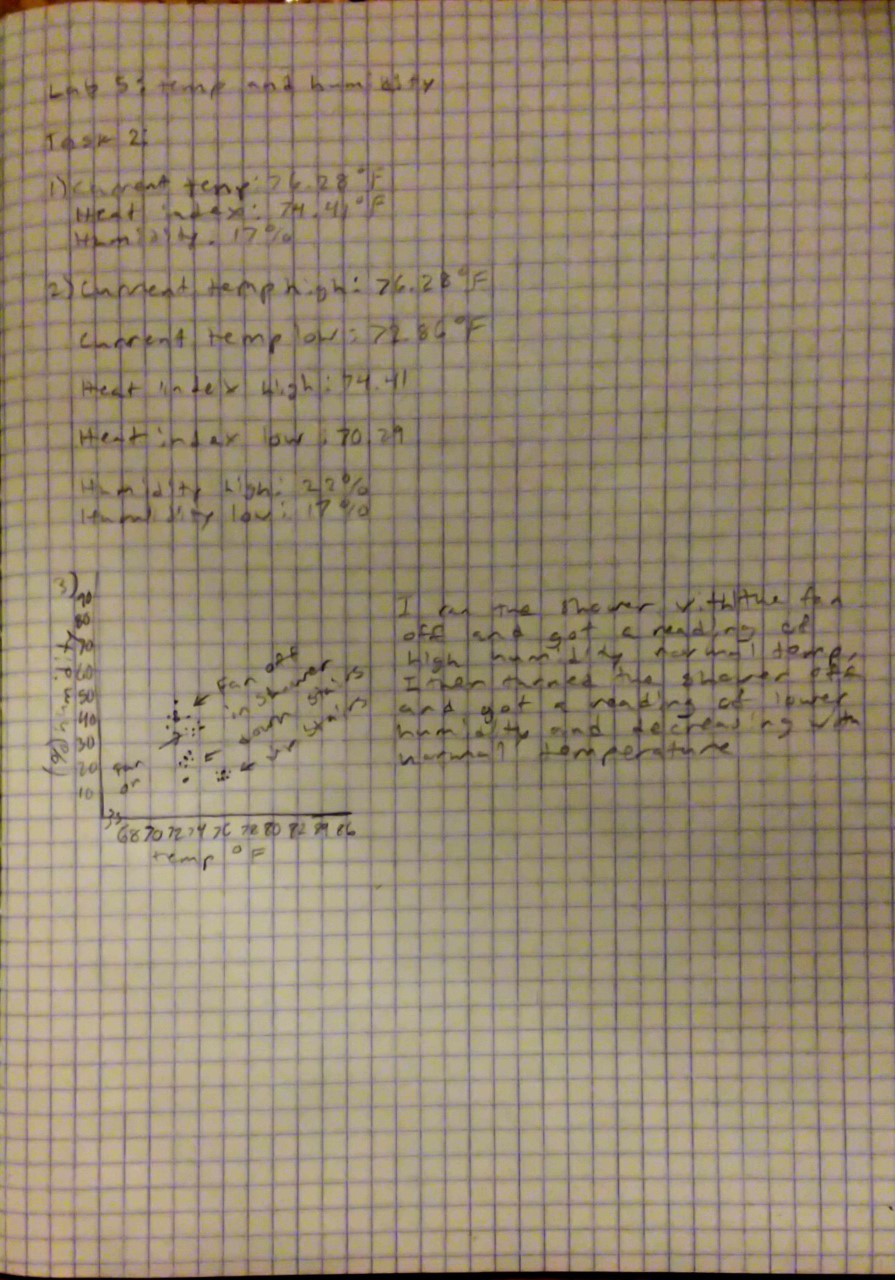 Lab 5: temp and humidity
Task 2:
1) Current temp: 76.28°F
Heat index: 74.41°F
Humidity: 17%
2) Current temp high: 76.28°F
Current temp low: 72.86°F
Heat index high: 74.41
Heat index low: 70.29
Humidity high: 22%
Humidity low: 17%
3)
90
80
70
60
50
40
30
20
10
(%) humidity
fan off
in shower
down stairs
up stairs
fan
on
68 70 72 74 76 78 80 82 84 86
temp °F
I ran the shower with the fan
off and got a reading of
high humidity normal temp.
I then turned the shower off
and got a reading of lower
humidity and decreasing with
normal temperature